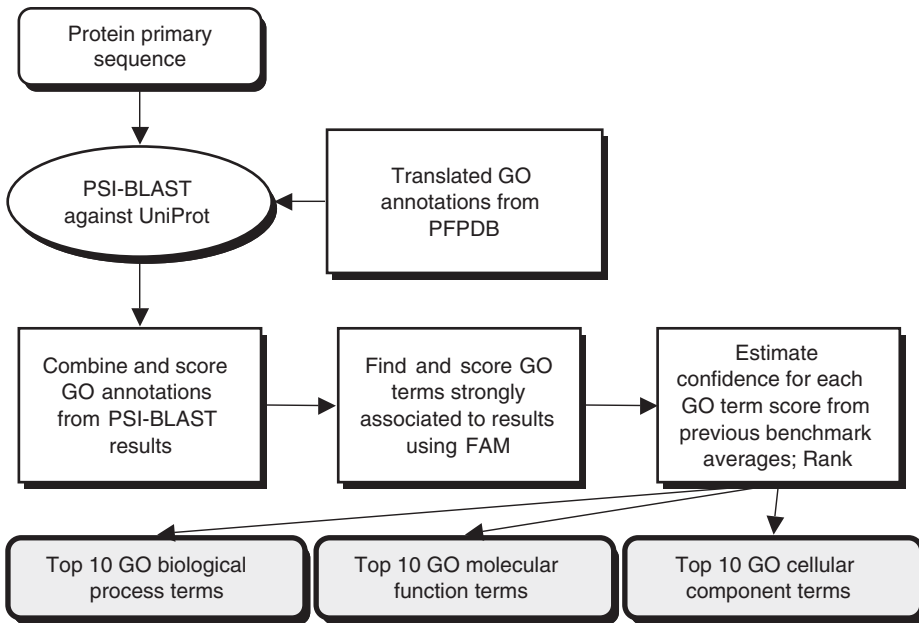 Protein primary
sequence
PSI-BLAST
against UniProt
Translated GO
annotations from
PFPDB
Combine and score
GO annotations
from PSI-BLAST
results
Find and score GO
terms strongly
associated to results
using FAM
Estimate
confidence for each
GO term score from
previous benchmark
averages; Rank
Top 10 GO biological
process terms
Top 10 GO molecular
function terms
Top 10 GO cellular
component terms